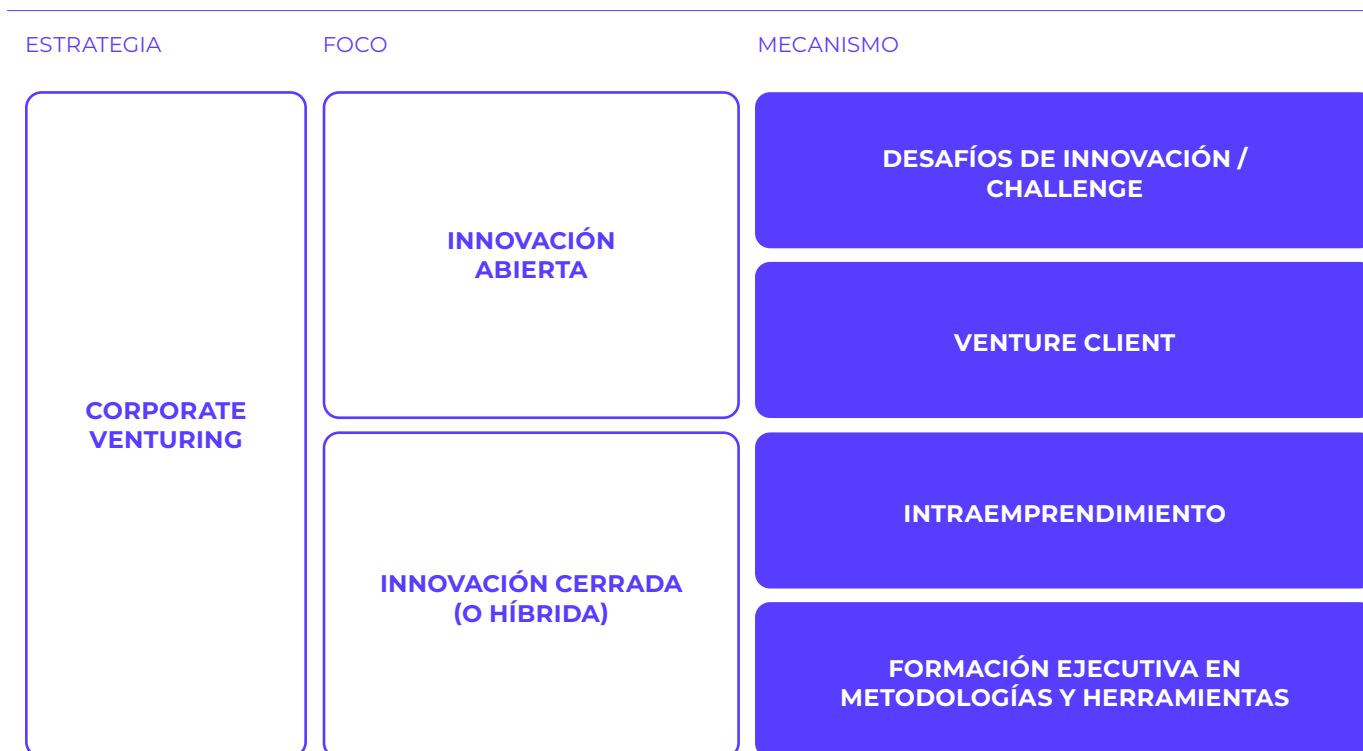 ESTRATEGIA
FOCO
MECANISMO
CORPORATE
VENTURING
INNOVACIÓN
ABIERTA
DESAFÍOS DE INNOVACIÓN /
CHALLENGE
VENTURE CLIENT
INNOVACIÓN CERRADA
(O HÍBRIDA)
INTRAEMPRENDIMIENTO
FORMACIÓN EJECUTIVA EN
METODOLOGÍAS Y HERRAMIENTAS